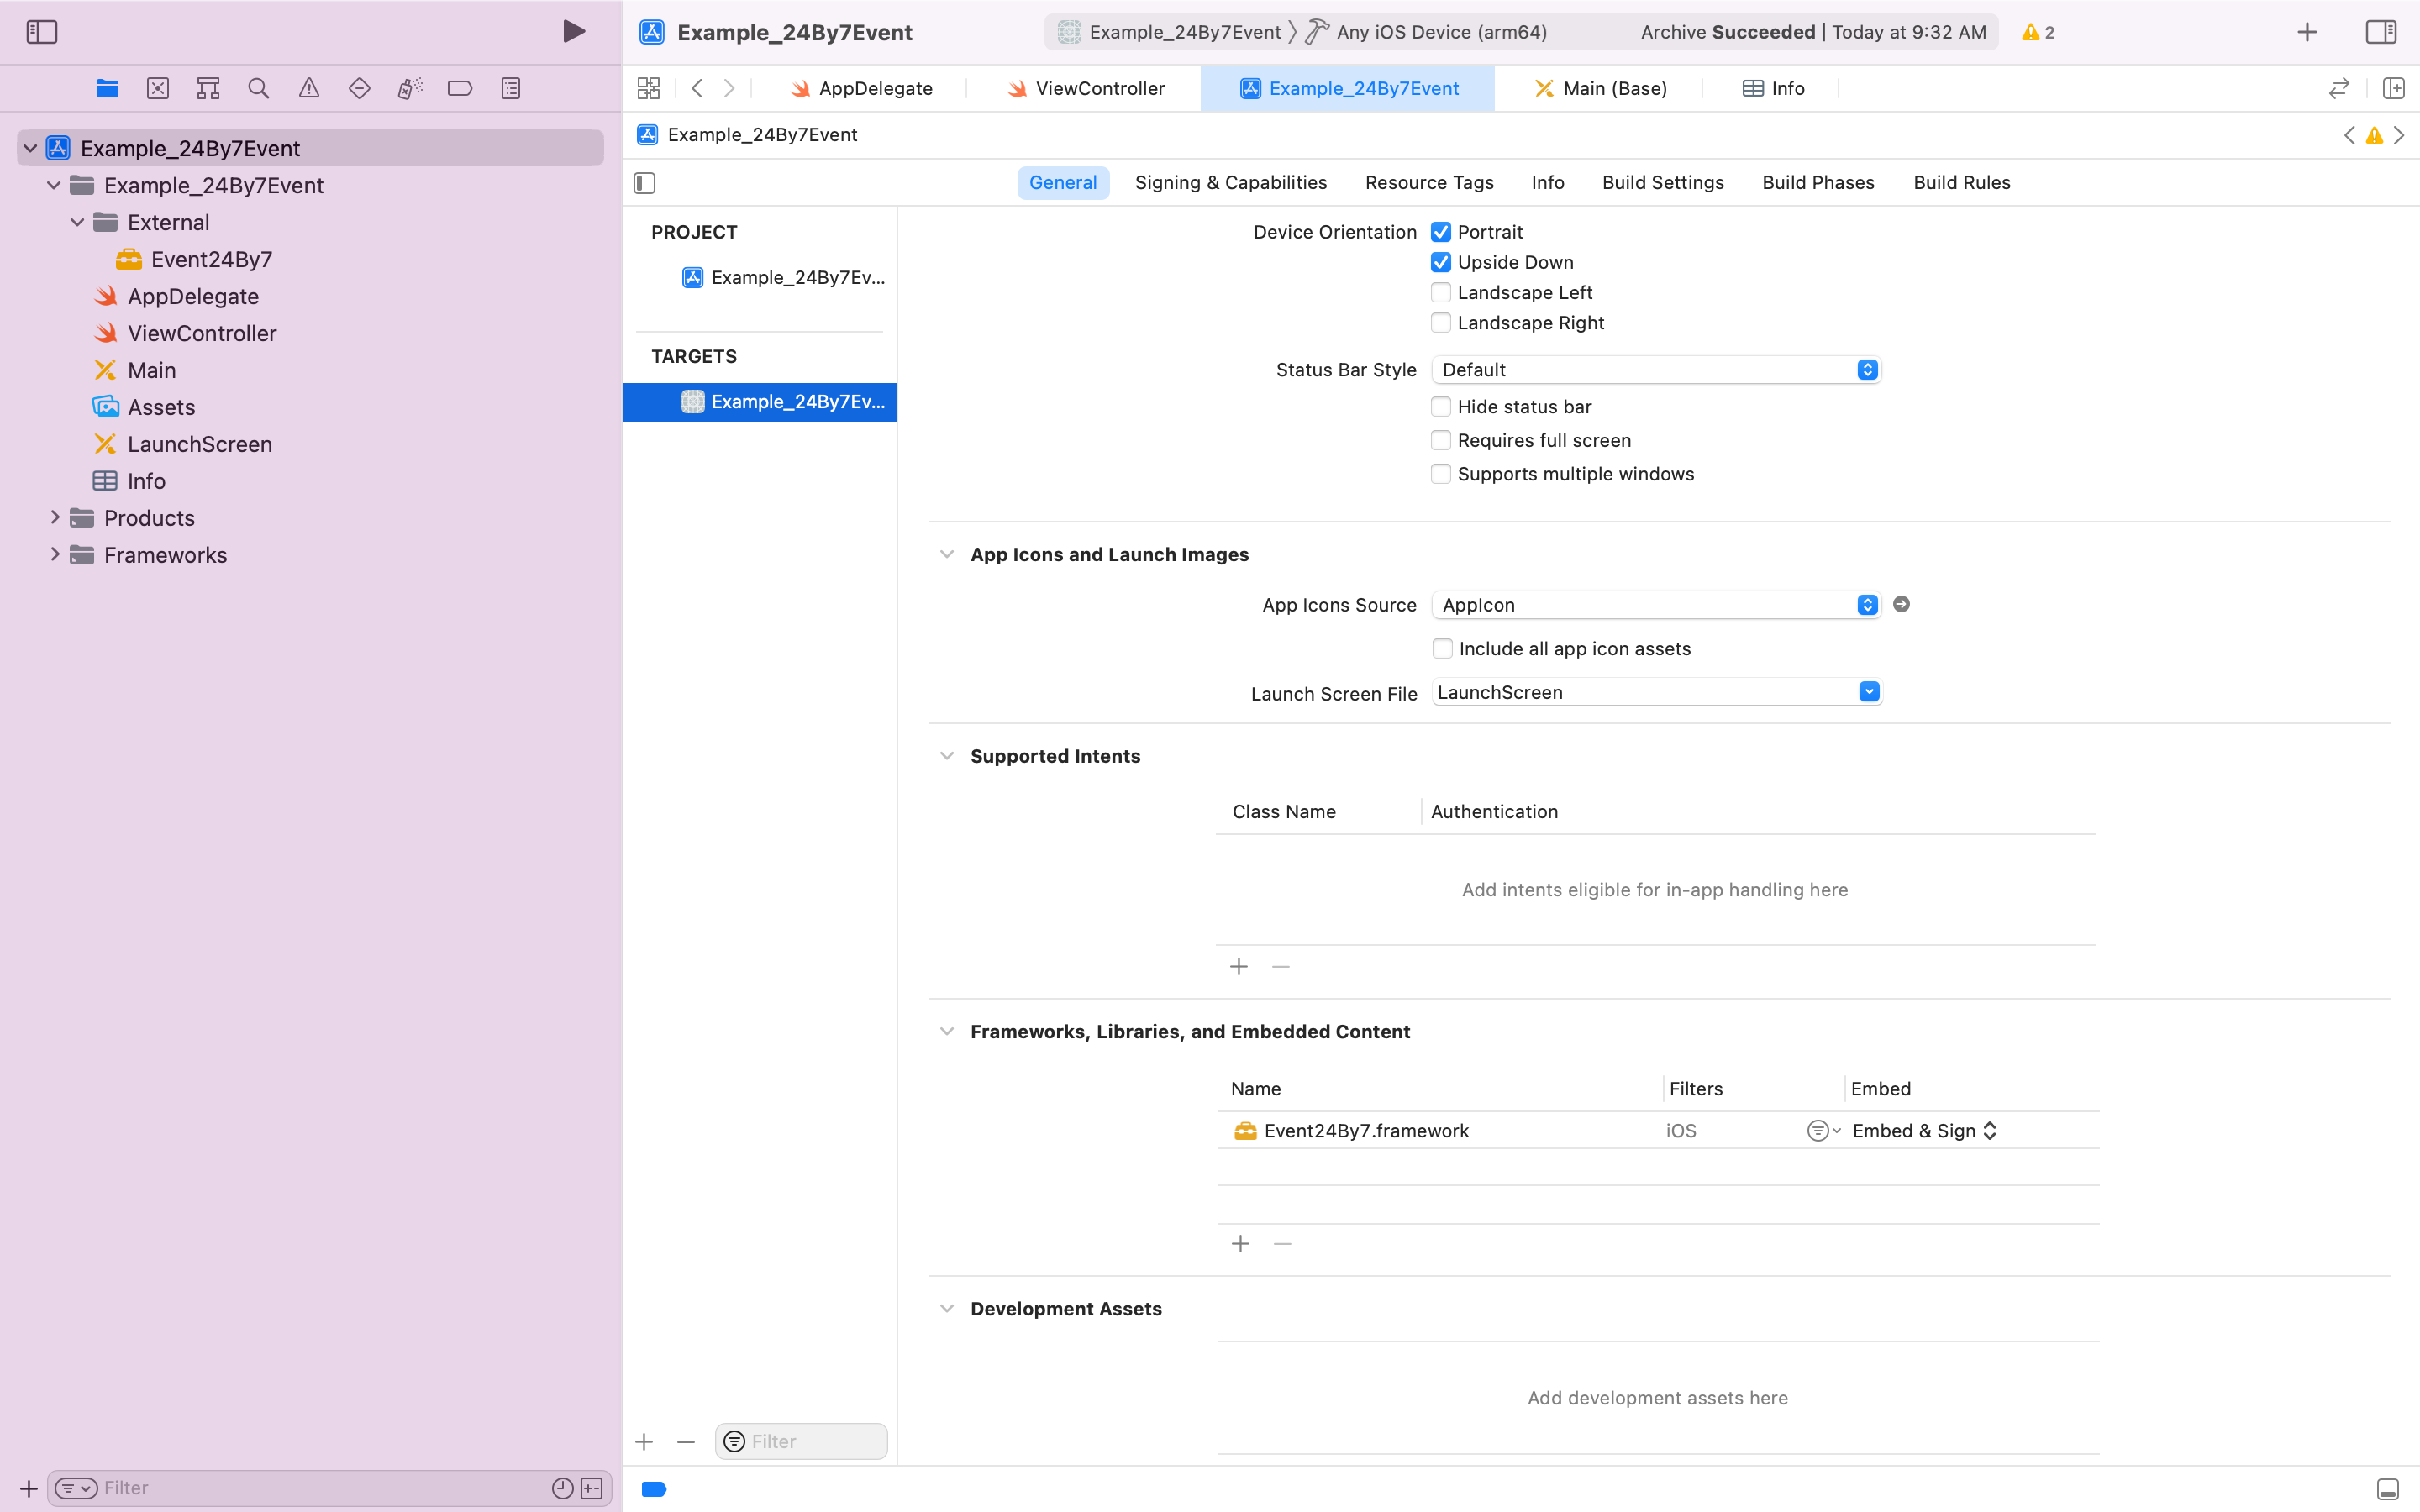 Example_24By7Event
Example_24By7Event
Any iOS Device (arm64)
Archive Succeeded | Today at 9:32 AM
2
AppDelegate
ViewController
Example_24By7Event
Main (Base)
Info
Example_24By7Event
Example_24By7Event
External
Event24By7
AppDelegate
ViewController
Main
Assets
LaunchScreen
Info
Products
Frameworks
Filter
Example_24By7Event
General
Signing & Capabilities
Resource Tags
Info
Build Settings
Build Phases
Build Rules
PROJECT
Example_24By7Ev...
TARGETS
Example_24By7Ev...
Filter
Device Orientation
Portrait
Upside Down
Landscape Left
Landscape Right
Status Bar Style
Default
Hide status bar
Requires full screen
Supports multiple windows
App Icons and Launch Images
App Icons Source
AppIcon
Include all app icon assets
Launch Screen File
LaunchScreen
Supported Intents
Class Name
Authentication
Add intents eligible for in-app handling here
Frameworks, Libraries, and Embedded Content
Name
Filters
Embed
Event24By7.framework
iOS
Embed & Sign
Development Assets
Add development assets here